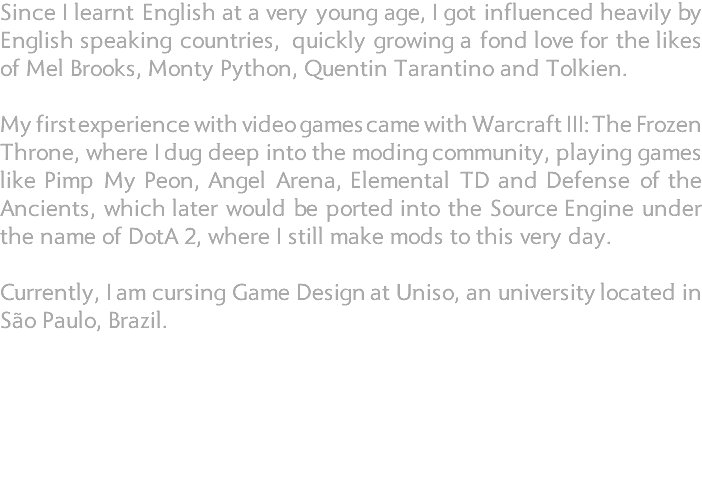 Since I learnt English at a very young age, I got influenced heavily by
English speaking countries, quickly growing a fond love for the likes
of Mel Brooks, Monty Python, Quentin Tarantino and Tolkien.
My first experience with video games came with Warcraft III: The Frozen
Throne, where I dug deep into the moding community, playing games
like Pimp My Peon, Angel Arena, Elemental TD and Defense of the
Ancients, which later would be ported into the Source Engine under
the name of DotA 2, where I still make mods to this very day.
Currently, I am cursing Game Design at Uniso, an university located in
São Paulo, Brazil.